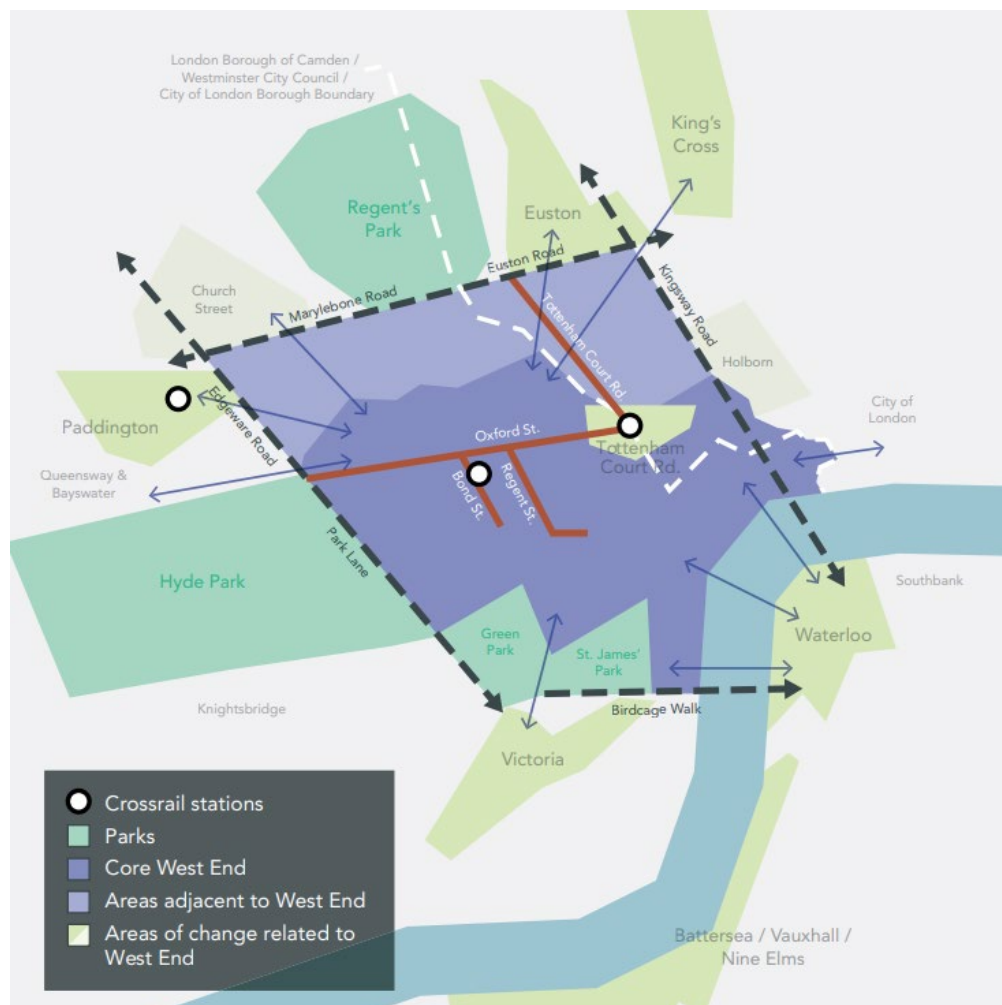 London Borough of Camden /
Westminster City Council /
City of London Borough Boundary
King's
Cross
Regent's
Park
Euston
Euston Road
Church
Street
Marylebone Road
Kingsway Road
Tottenham Court Rd.
Holborn
Paddington
Edgeware Road
City of
London
Oxford St.
Tottenham
Court Rd.
Queensway &
Bayswater
Bond St.
Regent St.
Park Lane
Hyde Park
Southbank
Green
Park
St. James'
Park
Waterloo
Knightsbridge
Birdcage Walk
Victoria
Crossrail stations
Parks
Core West End
Areas adjacent to West End
Areas of change related to
West End
Battersea / Vauxhall /
Nine Elms